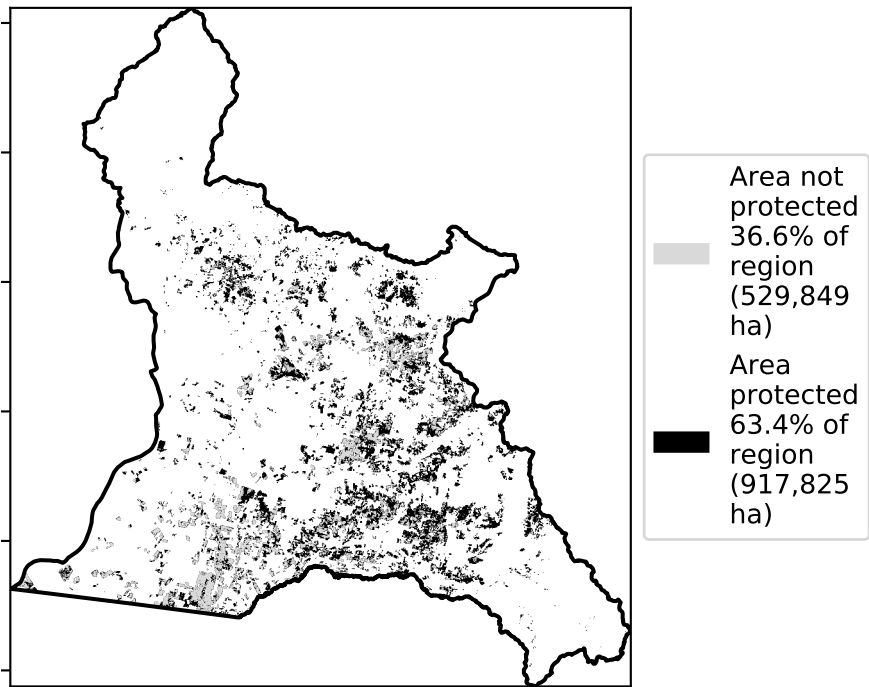 Area not
protected
36.6% of
region
(529,849
ha)
Area
protected
63.4% of
region
(917,825
ha)